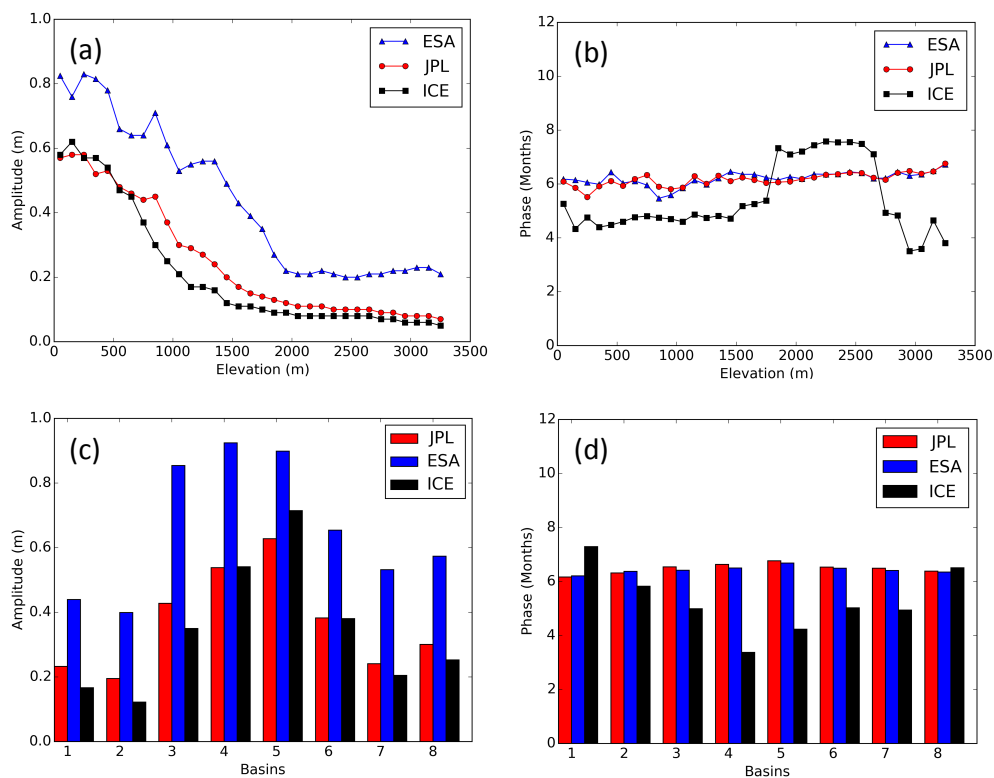 (a)
ESA
JPL
ICE
Amplitude (m)
1.0
0.8
0.6
0.4
0.2
0.0
0 500 1000 1500 2000 2500 3000 3500
Elevation (m)
(b)
ESA
JPL
ICE
Phase (Months)
12
10
8
6
4
2
0
0 500 1000 1500 2000 2500 3000 3500
Elevation (m)
(c)
JPL
ESA
ICE
Amplitude (m)
1.0
0.8
0.6
0.4
0.2
0.0
1 2 3 4 5 6 7 8
Basins
(d)
JPL
ESA
ICE
Phase (Months)
12
10
8
6
4
2
0
1 2 3 4 5 6 7 8
Basins